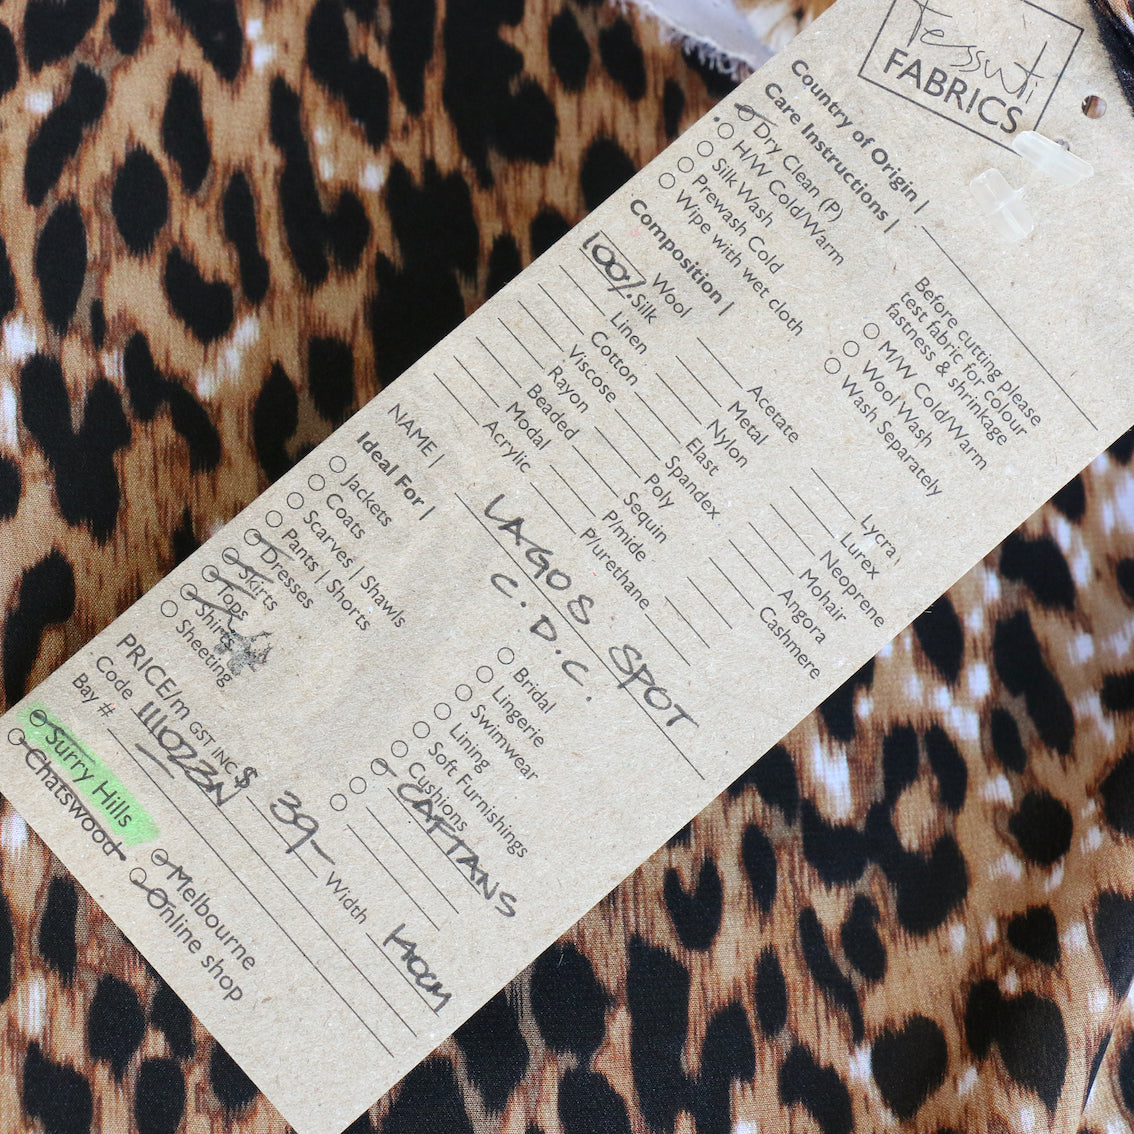 Tessuti
FABRICS
Country of Origin |
Care Instructions |
Dry Clean (P)
H/W Cold/Warm
Silk Wash
Prewash Cold
Wipe with wet cloth
Before cutting please
test fabric for colour
fastness & shrinkage
M/W Cold/Warm
Wool Wash
Wash Separately
Composition |
Wool
100% Silk
Linen
Cotton
Viscose
Rayon
Beaded
Modal
Acrylic
Acetate
Metal
Nylon
Elast
Spandex
Poly
Sequin
P/mide
P/urethane
Lycra
Lurex
Neoprene
Mohair
Angora
Cashmere
NAME | LAGOS SPOT
C.D.C.
Ideal For |
Jackets
Coats
Scarves | Shawls
Pants | Shorts
Dresses
Skirts
Tops
Shirts
Sheeting
Bridal
Lingerie
Swimwear
Lining
Soft Furnishings
Cushions
CAFTANS
PRICE/m GST INC $ 39- Width 140CM
Code 111023N
Bay #
Surry Hills
Chatswood
Melbourne
Online shop